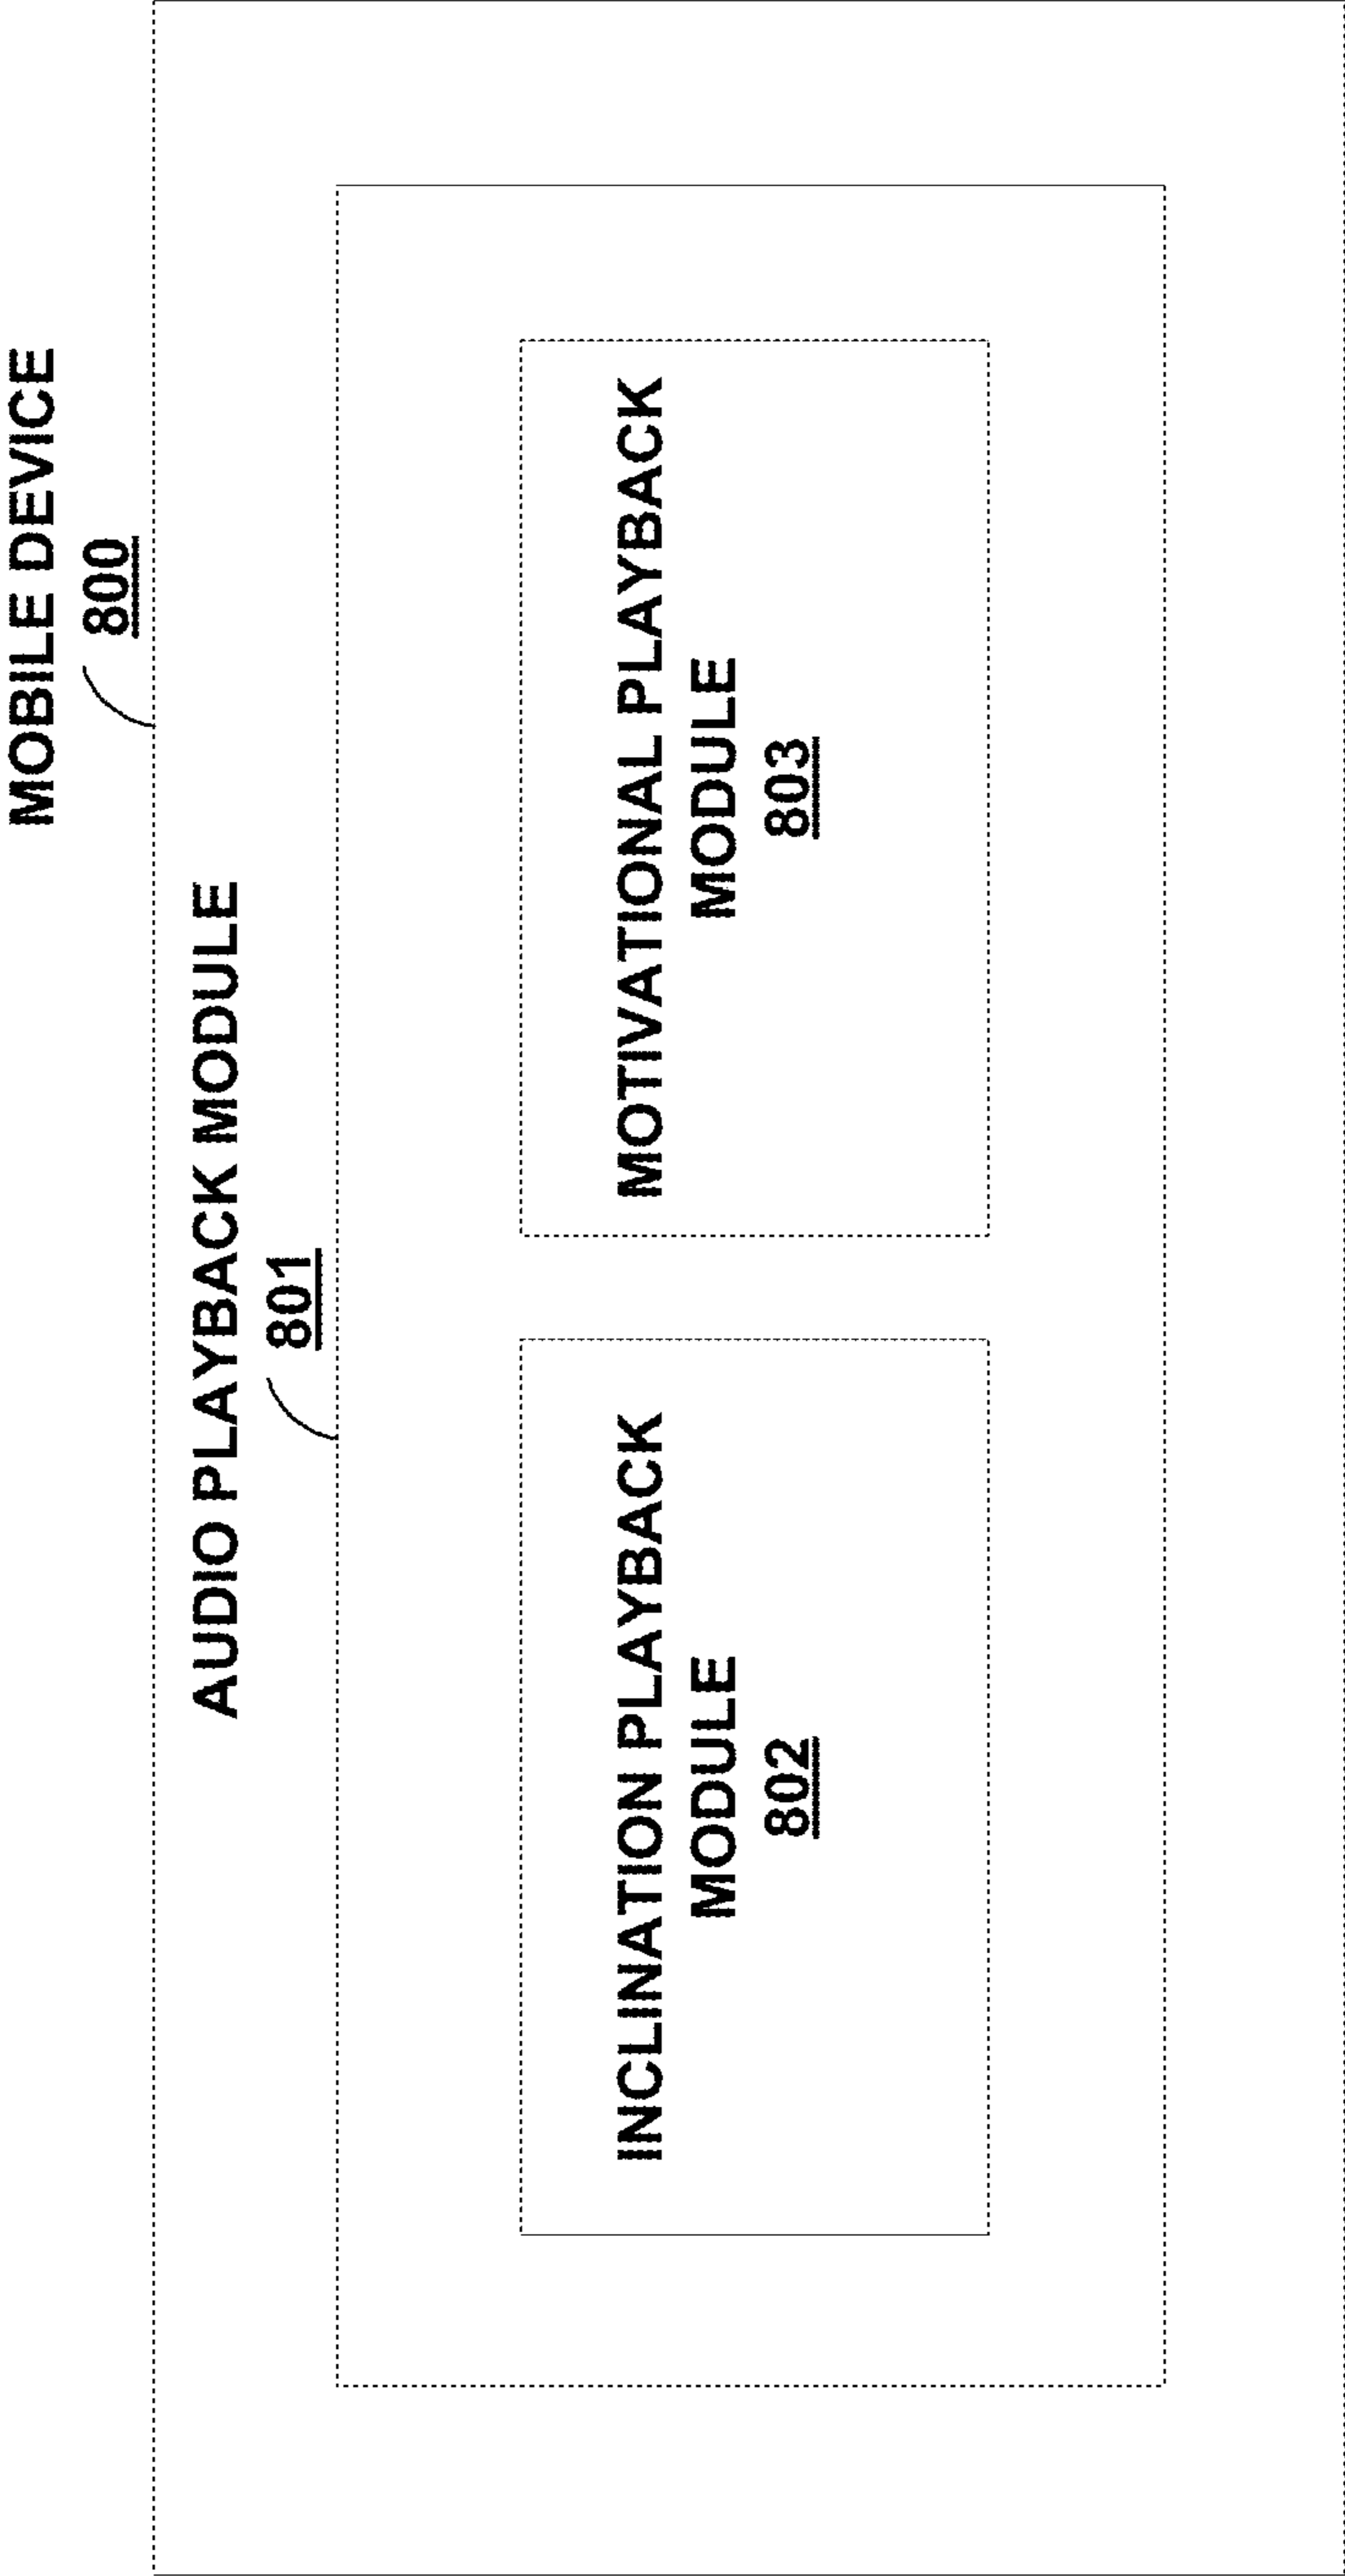 MOBILE DEVICE
800
AUDIO PLAYBACK MODULE
801
INCLINATION PLAYBACK
MODULE
802
MOTIVATIONAL PLAYBACK
MODULE
803